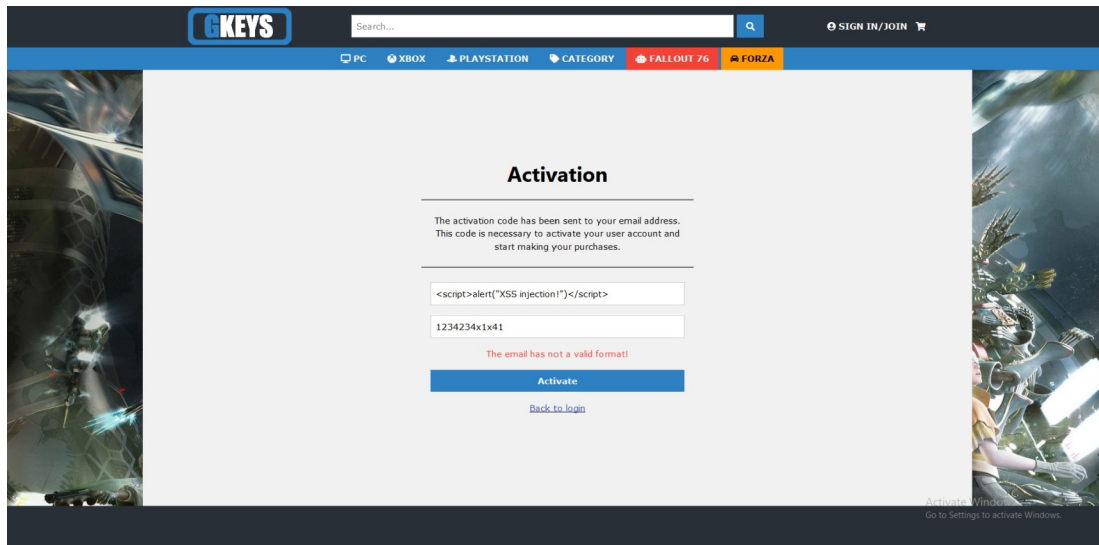 GKEYS
Search...
SIGN IN/JOIN
PC XBOX PLAYSTATION CATEGORY FALLOUT 76 FORZA
Activation
The activation code has been sent to your email address.
This code is necessary to activate your user account and
start making your purchases.
<script>alert("XSS injection!")</script>
1234234x1x41
The email has not a valid format!
Activate
Back to login
Activate Windows
Go to Settings to activate Windows.